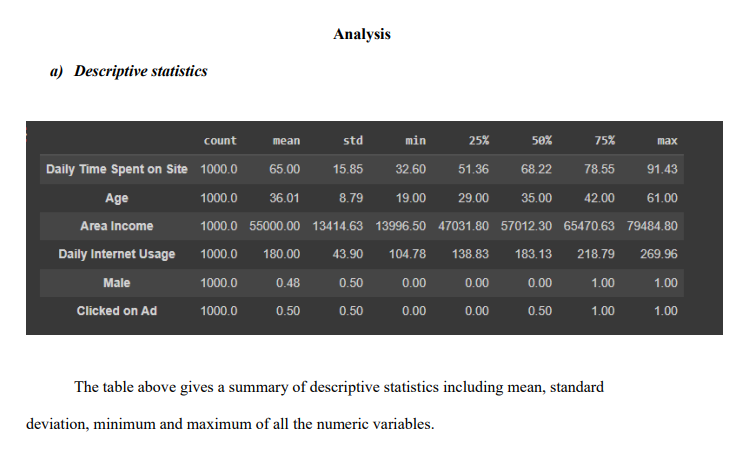 Analysis
a) Descriptive statistics
count mean std min 25% 50% 75% max
Daily Time Spent on Site 1000.0 65.00 15.85 32.60 51.36 68.22 78.55 91.43
Age 1000.0 36.01 8.79 19.00 29.00 35.00 42.00 61.00
Area Income 1000.0 55000.00 13414.63 13996.50 47031.80 57012.30 65470.63 79484.80
Daily Internet Usage 1000.0 180.00 43.90 104.78 138.83 183.13 218.79 269.96
Male 1000.0 0.48 0.50 0.00 0.00 0.00 1.00 1.00
Clicked on Ad 1000.0 0.50 0.50 0.00 0.00 0.50 1.00 1.00
The table above gives a summary of descriptive statistics including mean, standard
deviation, minimum and maximum of all the numeric variables.